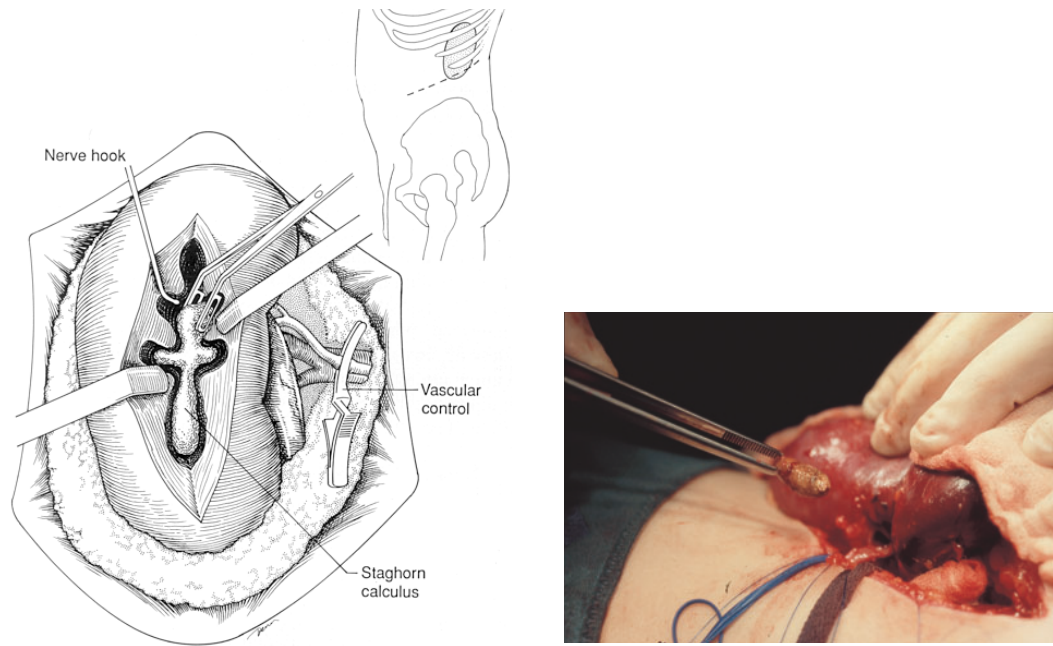 Nerve hook
Vascular
control
Staghorn
calculus